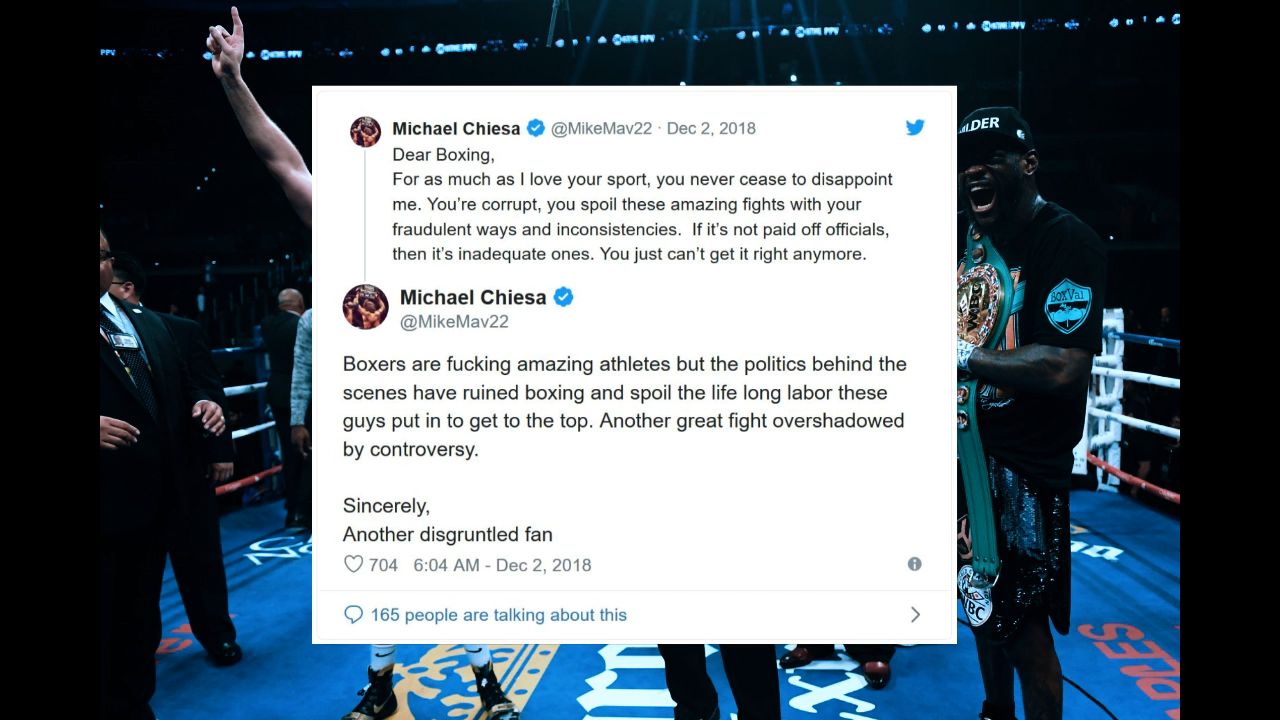 SHOWTIME PPV
Michael Chiesa @MikeMav22 · Dec 2, 2018
Dear Boxing,
For as much as I love your sport, you never cease to disappoint
me. You’re corrupt, you spoil these amazing fights with your
fraudulent ways and inconsistencies.  If it’s not paid off officials,
then it’s inadequate ones. You just can’t get it right anymore.
Michael Chiesa
@MikeMav22
Boxers are fucking amazing athletes but the politics behind the
scenes have ruined boxing and spoil the life long labor these
guys put in to get to the top. Another great fight overshadowed
by controversy.
Sincerely,
Another disgruntled fan
704 6:04 AM - Dec 2, 2018
165 people are talking about this
ILDER
BoxVal
WBC